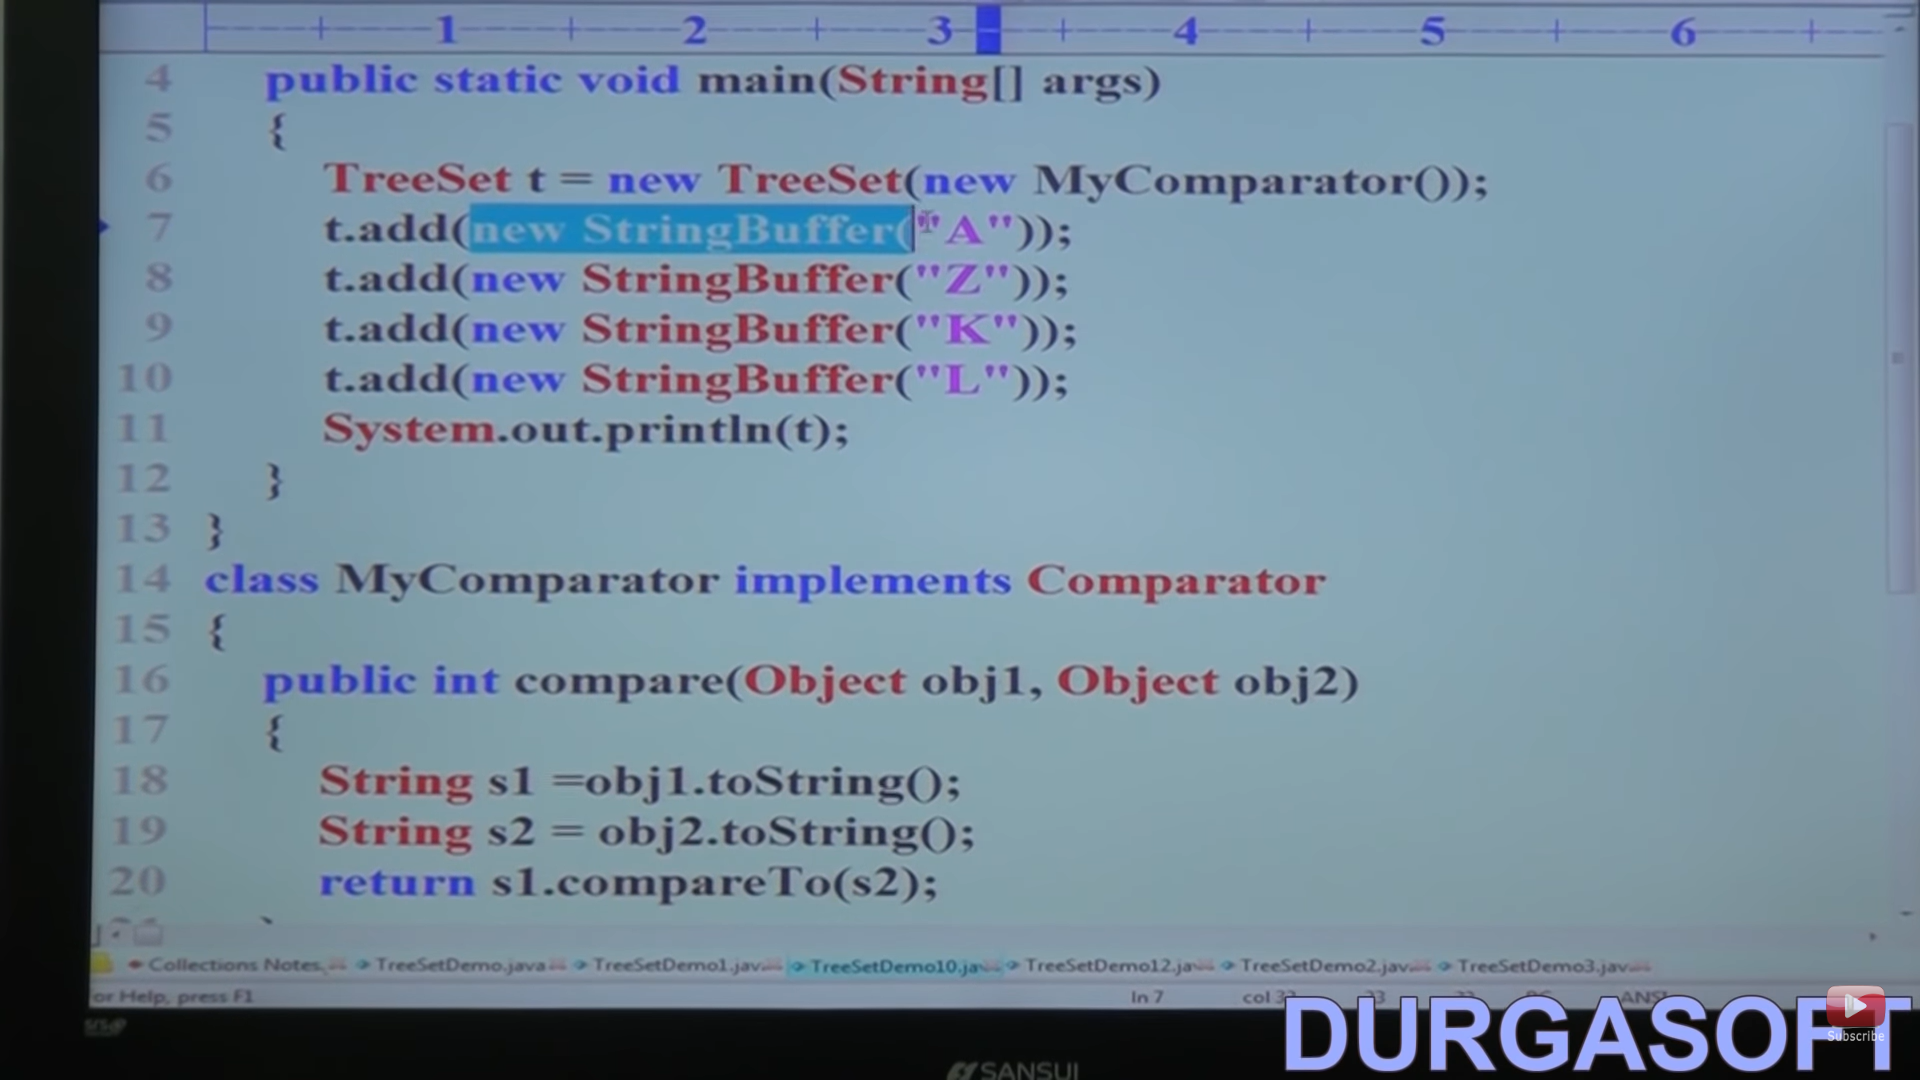 1 2 3 4 5 6
4 public static void main(String[] args)
5 {
6 TreeSet t = new TreeSet(new MyComparator());
7 t.add(new StringBuffer("A"));
8 t.add(new StringBuffer("Z"));
9 t.add(new StringBuffer("K"));
10 t.add(new StringBuffer("L"));
11 System.out.println(t);
12 }
13 }
14 class MyComparator implements Comparator
15 {
16 public int compare(Object obj1, Object obj2)
17 {
18 String s1 =obj1.toString();
19 String s2 = obj2.toString();
20 return s1.compareTo(s2);
Collections Notes TreeSetDemo.java TreeSetDemo1.jav TreeSetDemo10.jav TreeSetDemo12.jav TreeSetDemo2.jav TreeSetDemo3.jav
or Help, press F1 ln 7 col
DURGASOFT
Subscribe
SANSUI